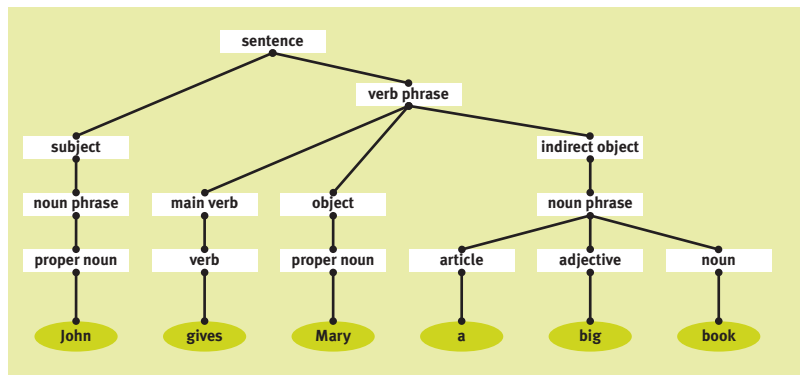 sentence
verb phrase
subject indirect object
noun phrase main verb object noun phrase
proper noun verb proper noun article adjective noun
John gives Mary a big book